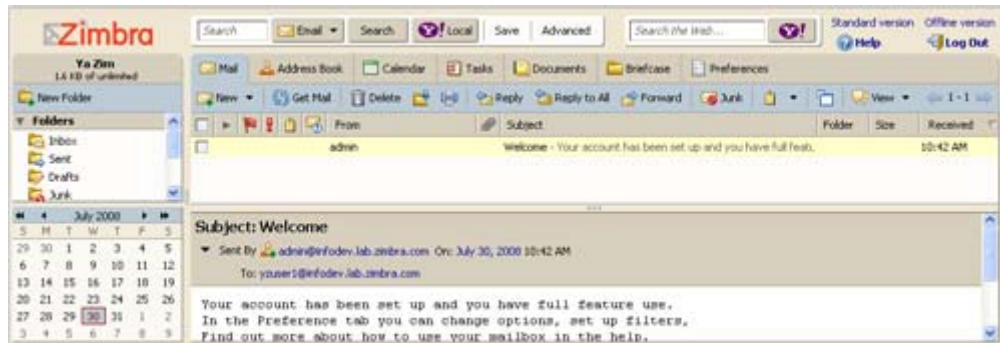 Zimbra
Search Email Search Y! Local Save Advanced Search the Web... Y! Standard version Offline version
Help Log Out
Ya Zim
1.6 KB of unlimited
Mail Address Book Calendar Tasks Documents Briefcase Preferences
New Folder
New Get Mail Delete Reply Reply to All Forward Junk View 1 - 1
Folders
From Subject Folder Size Received
Inbox
Sent
Drafts
Junk
admin Welcome - Your account has been set up and you have full featu. 10:42 AM
July 2008
S M T W T F S
29 30 1 2 3 4 5
6 7 8 9 10 11 12
13 14 15 16 17 18 19
20 21 22 23 24 25 26
27 28 29 30 31 1 2
3 4 5 6 7 8 9
Subject: Welcome
Sent By admin@infodev.lab.zimbra.com On: July 30, 2008 10:42 AM
To: yzuser1@infodev.lab.zimbra.com
Your account has been set up and you have full feature use.
In the Preference tab you can change options, set up filters,
Find out more about how to use your mailbox in the help.